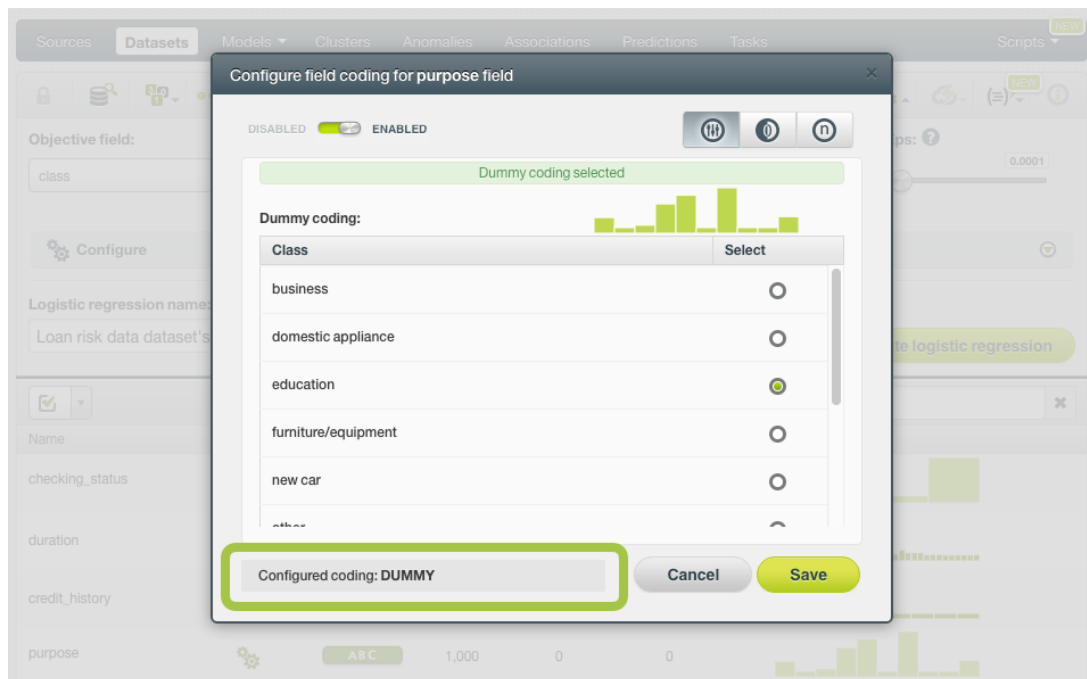 NEW
Sources Datasets Models Clusters Anomalies Associations Predictions Tasks Scripts
Configure field coding for purpose field
NEW
DISABLED ENABLED
Objective field:
ps:
class
0.0001
Dummy coding selected
Dummy coding:
Class Select
Configure
business
Logistic regression name:
domestic appliance
Loan risk data dataset's
te logistic regression
education
furniture/equipment
Name
new car
checking_status
other
duration
Configured coding: DUMMY
Cancel Save
credit_history
purpose ABC 1,000 0 0